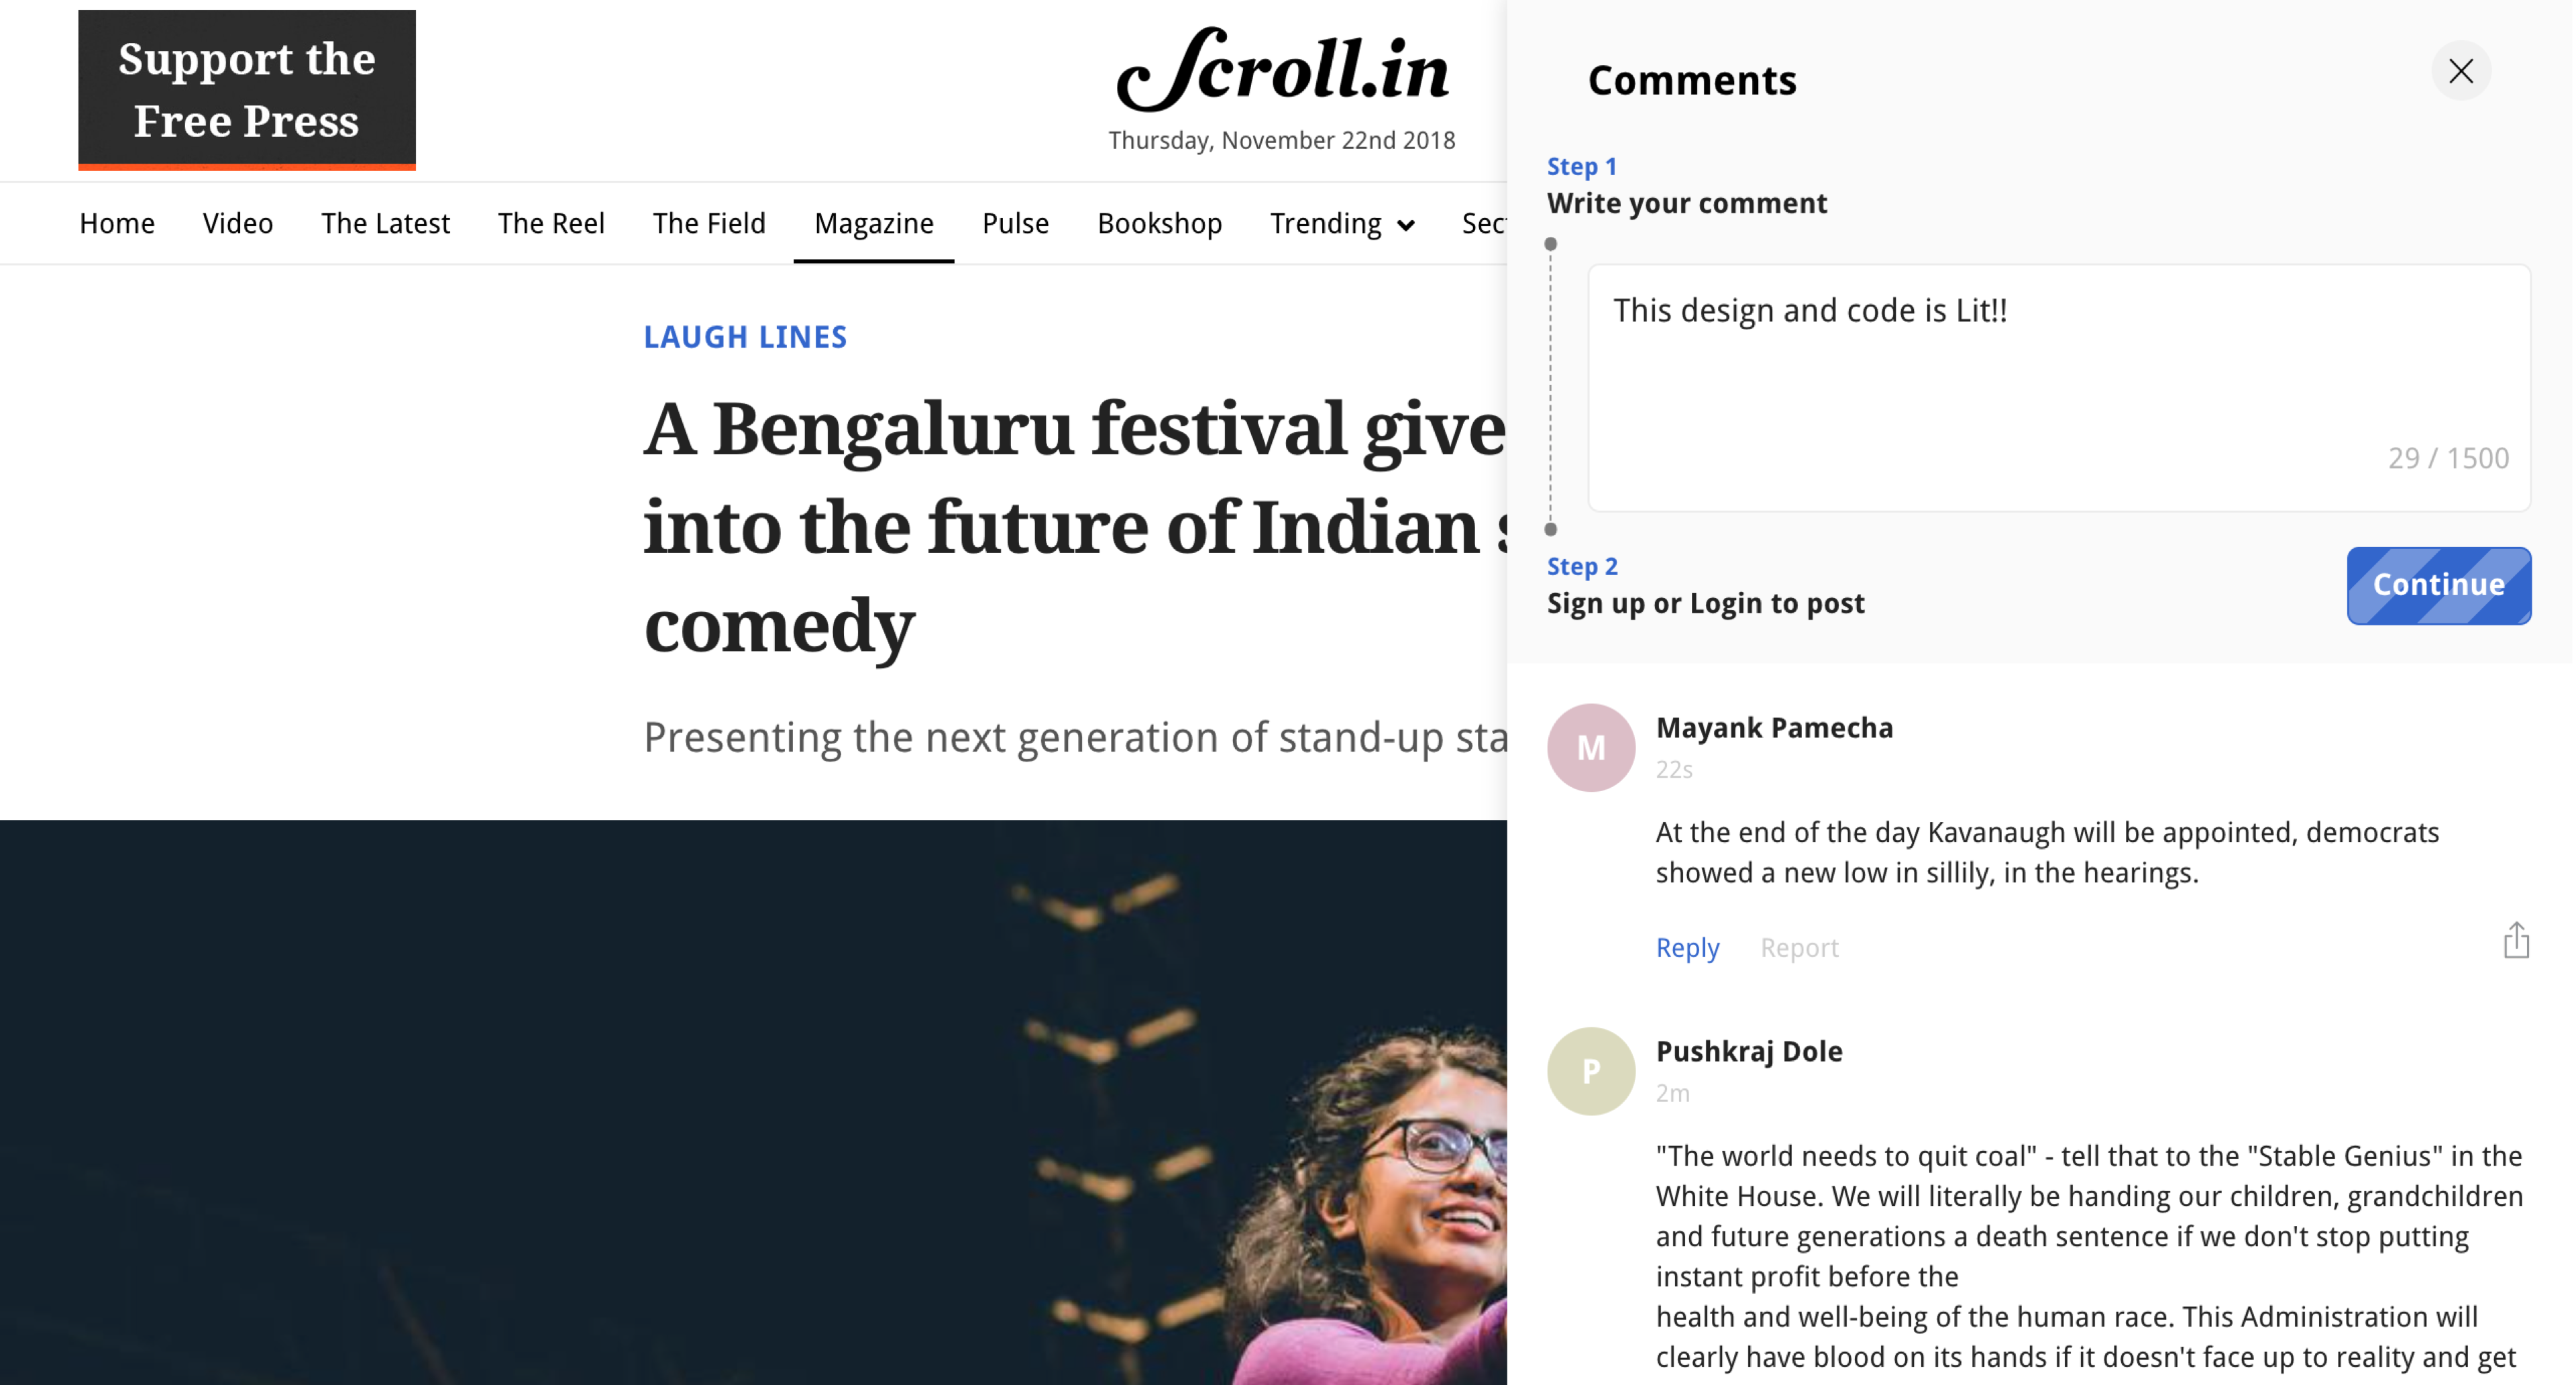 Support the
Free Press
Scroll.in
Thursday, November 22nd 2018
Home Video The Latest The Reel The Field Magazine Pulse Bookshop Trending Sec
LAUGH LINES
A Bengaluru festival give
into the future of Indian s
comedy
Presenting the next generation of stand-up sta
Comments
Step 1
Write your comment
This design and code is Lit!!
29 / 1500
Step 2
Sign up or Login to post
Continue
M
Mayank Pamecha
22s
At the end of the day Kavanaugh will be appointed, democrats
showed a new low in sillily, in the hearings.
Reply Report
P
Pushkraj Dole
2m
"The world needs to quit coal" - tell that to the "Stable Genius" in the
White House. We will literally be handing our children, grandchildren
and future generations a death sentence if we don't stop putting
instant profit before the
health and well-being of the human race. This Administration will
clearly have blood on its hands if it doesn't face up to reality and get